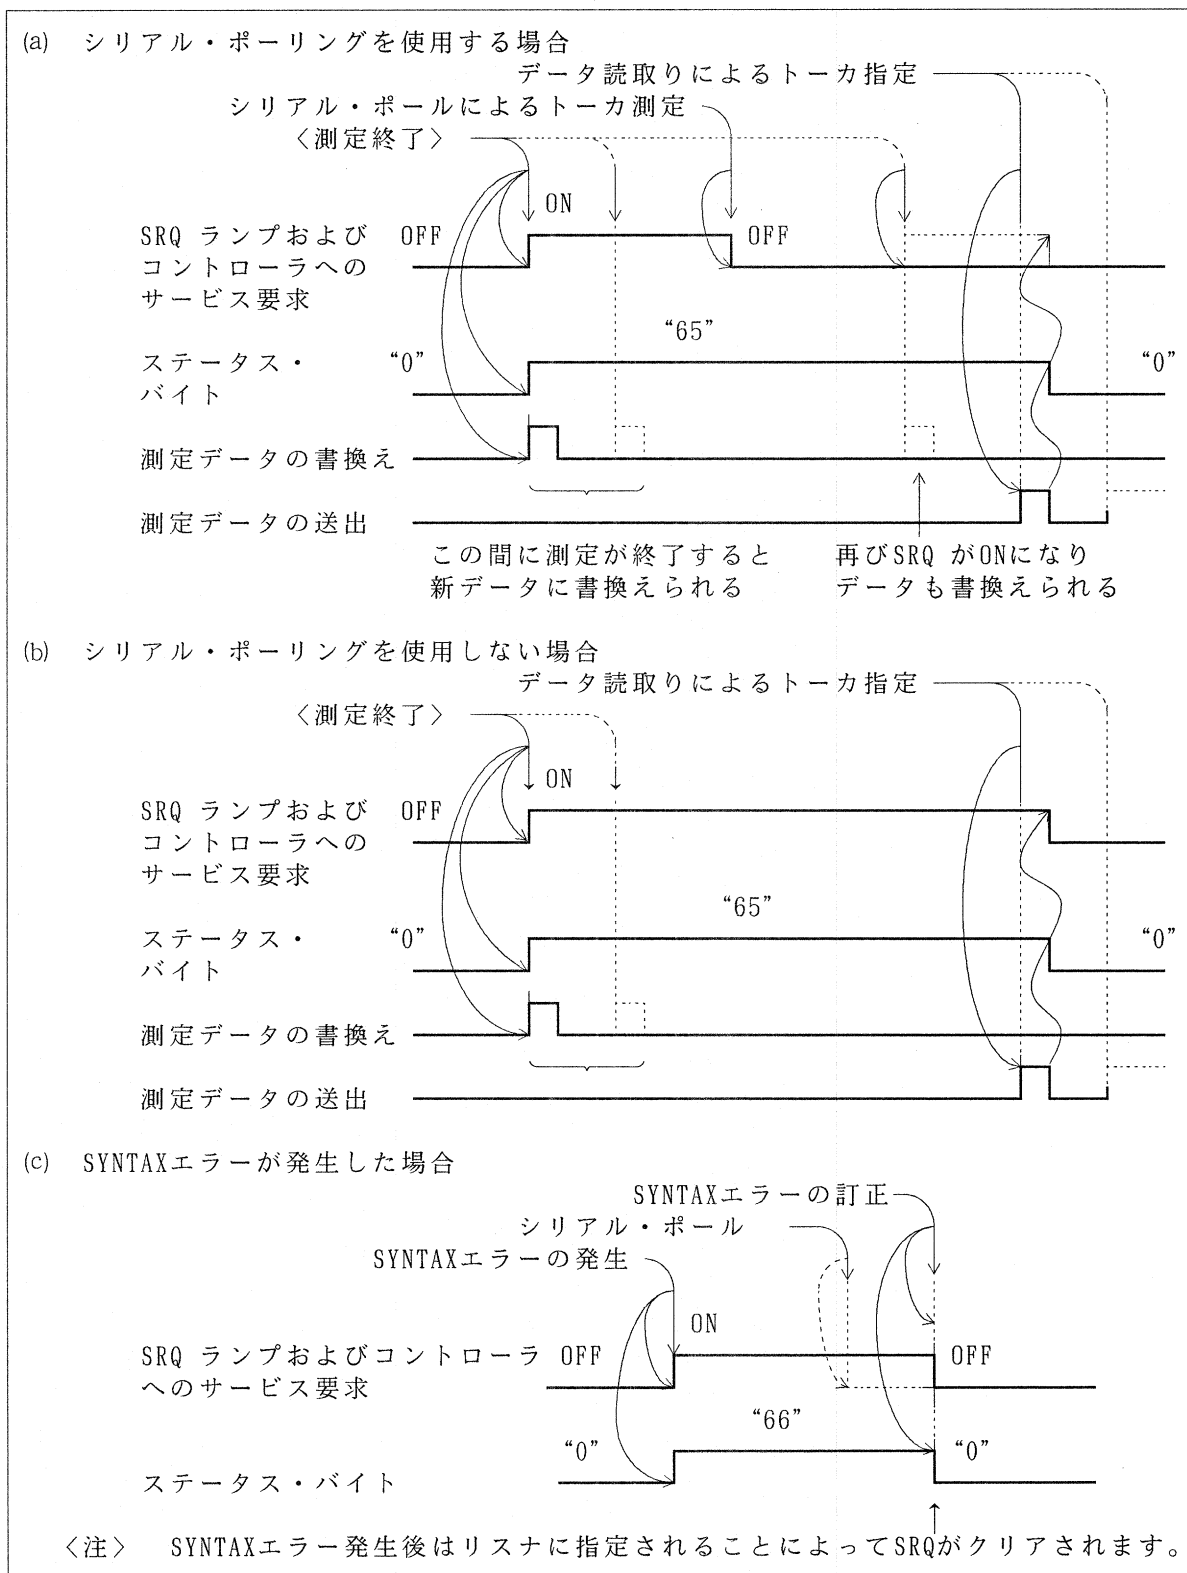 (a) シリアル・ポーリングを使用する場合
データ読取りによるトーカ指定
シリアル・ポールによるトーカ測定
〈測定終了〉
ON
SRQ ランプおよび OFF OFF
コントローラへの
サービス要求
“65”
ステータス・ “0” “0”
バイト
測定データの書換え
測定データの送出
この間に測定が終了すると 再びSRQ がONになり
新データに書換えられる データも書換えられる
(b) シリアル・ポーリングを使用しない場合
データ読取りによるトーカ指定
〈測定終了〉
ON
SRQ ランプおよび OFF
コントローラへの
サービス要求
“65”
ステータス・ “0” “0”
バイト
測定データの書換え
測定データの送出
(c) SYNTAXエラーが発生した場合
SYNTAXエラーの訂正
シリアル・ポール
SYNTAXエラーの発生
ON
SRQ ランプおよびコントローラ OFF OFF
へのサービス要求
“66”
“0” “0”
ステータス・バイト
〈注〉 SYNTAXエラー発生後はリスナに指定されることによってSRQがクリアされます。